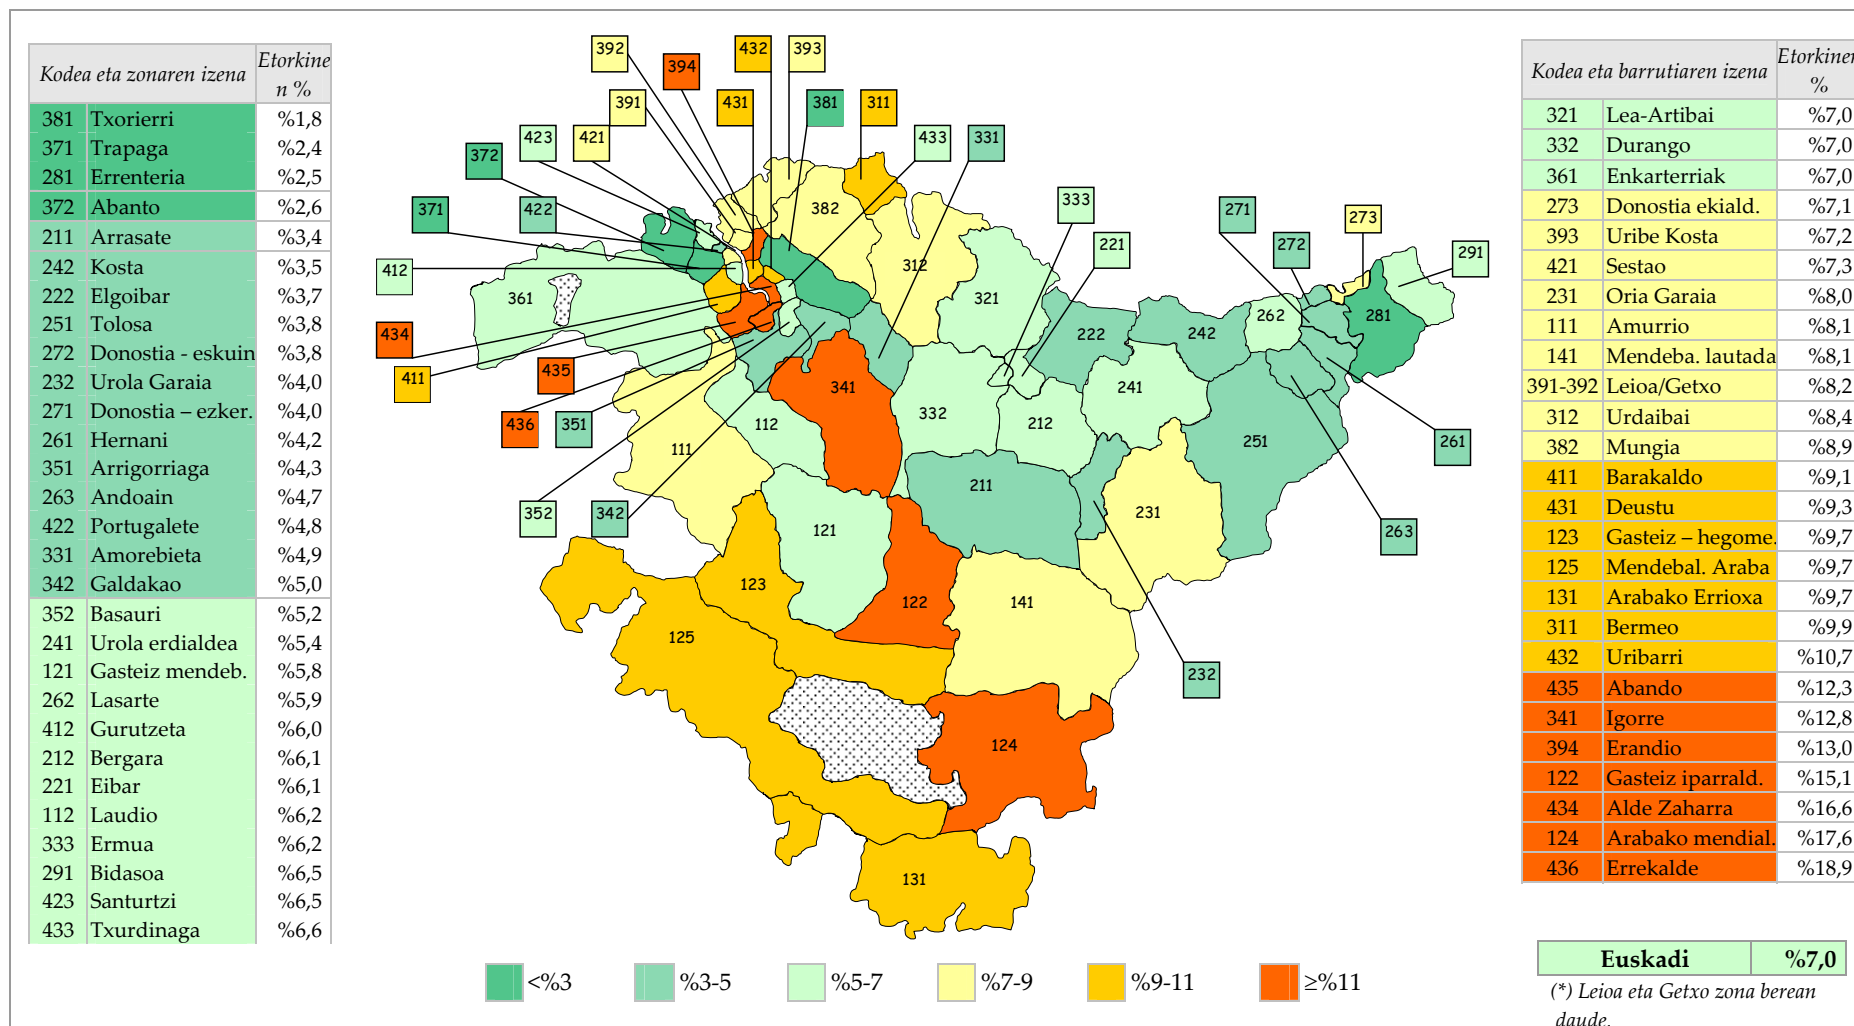 Kodea eta zonaren izena Etorkine
n %
381 Txorierri %1,8
371 Trapaga %2,4
281 Errenteria %2,5
372 Abanto %2,6
211 Arrasate %3,4
242 Kosta %3,5
222 Elgoibar %3,7
251 Tolosa %3,8
272 Donostia - eskuin %3,8
232 Urola Garaia %4,0
271 Donostia – ezker. %4,0
261 Hernani %4,2
351 Arrigorriaga %4,3
263 Andoain %4,7
422 Portugalete %4,8
331 Amorebieta %4,9
342 Galdakao %5,0
352 Basauri %5,2
241 Urola erdialdea %5,4
121 Gasteiz mendeb. %5,8
262 Lasarte %5,9
412 Gurutzeta %6,0
212 Bergara %6,1
221 Eibar %6,1
112 Laudio %6,2
333 Ermua %6,2
291 Bidasoa %6,5
423 Santurtzi %6,5
433 Txurdinaga %6,6
392
394
432
393
391
431
381
311
423
421
433
331
372
371
422
382
333
271
273
272
221
291
412
312
361
321
262
281
222
242
434
411
435
341
241
332
436
351
112
212
111
251
261
211
352
342
121
231
263
123
122
141
125
232
124
131
<%3
%3-5
%5-7
%7-9
%9-11
≥%11
Kodea eta barrutiaren izena Etorkinen
%
321 Lea-Artibai %7,0
332 Durango %7,0
361 Enkarterriak %7,0
273 Donostia ekiald. %7,1
393 Uribe Kosta %7,2
421 Sestao %7,3
231 Oria Garaia %8,0
111 Amurrio %8,1
141 Mendeba. lautada %8,1
391-392 Leioa/Getxo %8,2
312 Urdaibai %8,4
382 Mungia %8,9
411 Barakaldo %9,1
431 Deustu %9,3
123 Gasteiz – hegome. %9,7
125 Mendebal. Araba %9,7
131 Arabako Errioxa %9,7
311 Bermeo %9,9
432 Uribarri %10,7
435 Abando %12,3
341 Igorre %12,8
394 Erandio %13,0
122 Gasteiz iparrald. %15,1
434 Alde Zaharra %16,6
124 Arabako mendial. %17,6
436 Errekalde %18,9
Euskadi %7,0
(*) Leioa eta Getxo zona berean
daude.